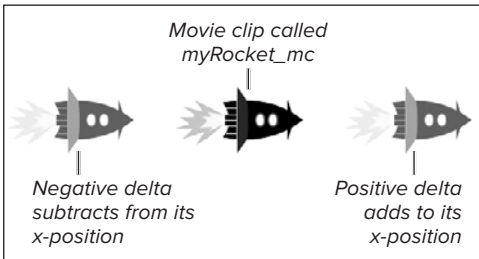 Movie clip called
myRocket_mc
Negative delta
subtracts from its
x-position
Positive delta
adds to its
x-position